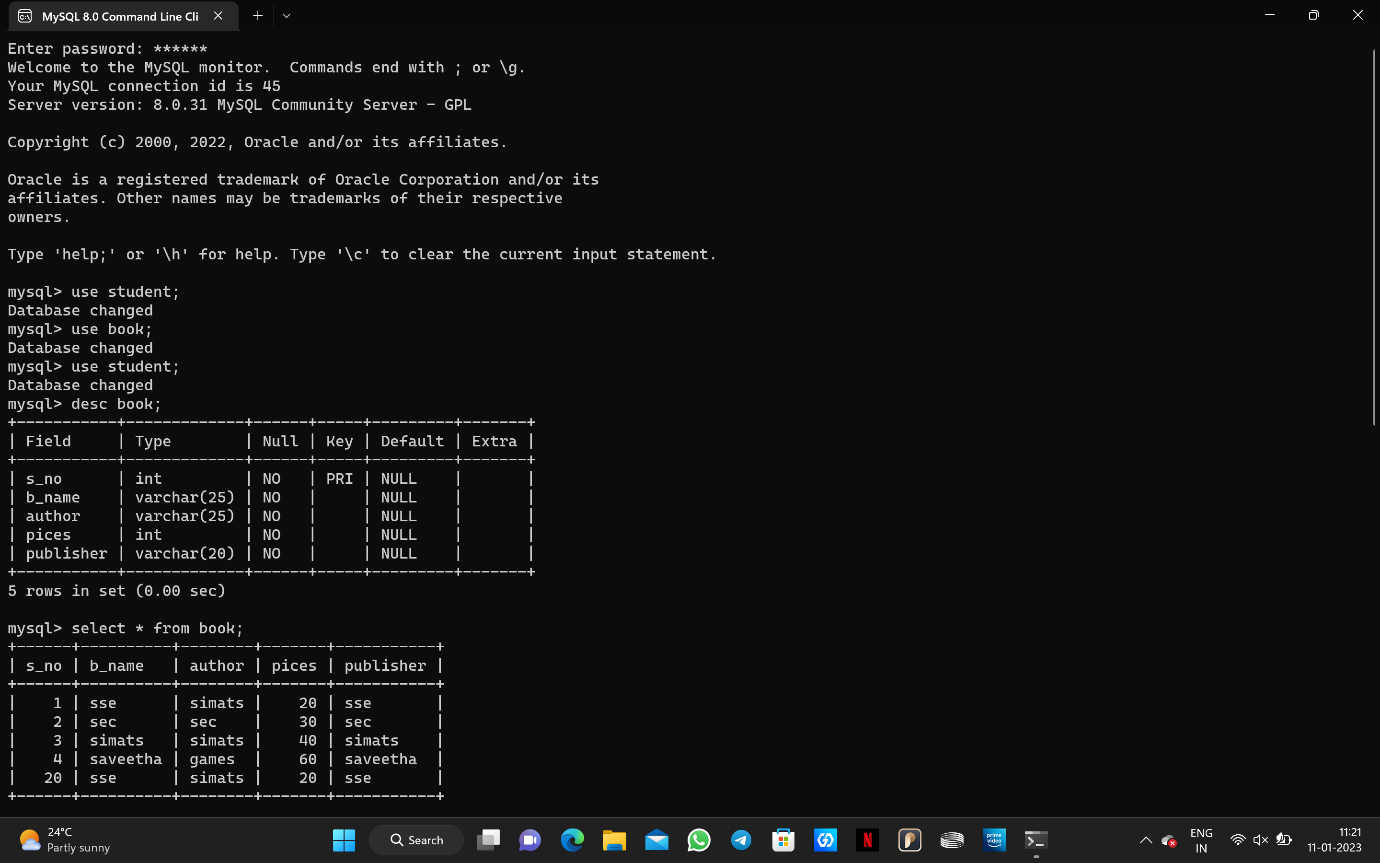 MySQL 8.0 Command Line Cli
Enter password: ******
Welcome to the MySQL monitor.  Commands end with ; or \g.
Your MySQL connection id is 45
Server version: 8.0.31 MySQL Community Server - GPL
Copyright (c) 2000, 2022, Oracle and/or its affiliates.
Oracle is a registered trademark of Oracle Corporation and/or its
affiliates. Other names may be trademarks of their respective
owners.
Type 'help;' or '\h' for help. Type '\c' to clear the current input statement.
mysql> use student;
Database changed
mysql> use book;
Database changed
mysql> use student;
Database changed
mysql> desc book;
+-----------+-------------+------+-----+---------+-------+
| Field     | Type        | Null | Key | Default | Extra |
+-----------+-------------+------+-----+---------+-------+
| s_no      | int         | NO   | PRI | NULL    |       |
| b_name    | varchar(25) | NO   |     | NULL    |       |
| author    | varchar(25) | NO   |     | NULL    |       |
| pices     | int         | NO   |     | NULL    |       |
| publisher | varchar(20) | NO   |     | NULL    |       |
+-----------+-------------+------+-----+---------+-------+
5 rows in set (0.00 sec)
mysql> select * from book;
+------+----------+--------+-------+-----------+
| s_no | b_name   | author | pices | publisher |
+------+----------+--------+-------+-----------+
|    1 | sse      | simats |    20 | sse       |
|    2 | sec      | sec    |    30 | sec       |
|    3 | simats   | simats |    40 | simats    |
|    4 | saveetha | games  |    60 | saveetha  |
|   20 | sse      | simats |    20 | sse       |
+------+----------+--------+-------+-----------+
24°C
Partly sunny
Search
N
prime video
ENG
IN
11:21
11-01-2023